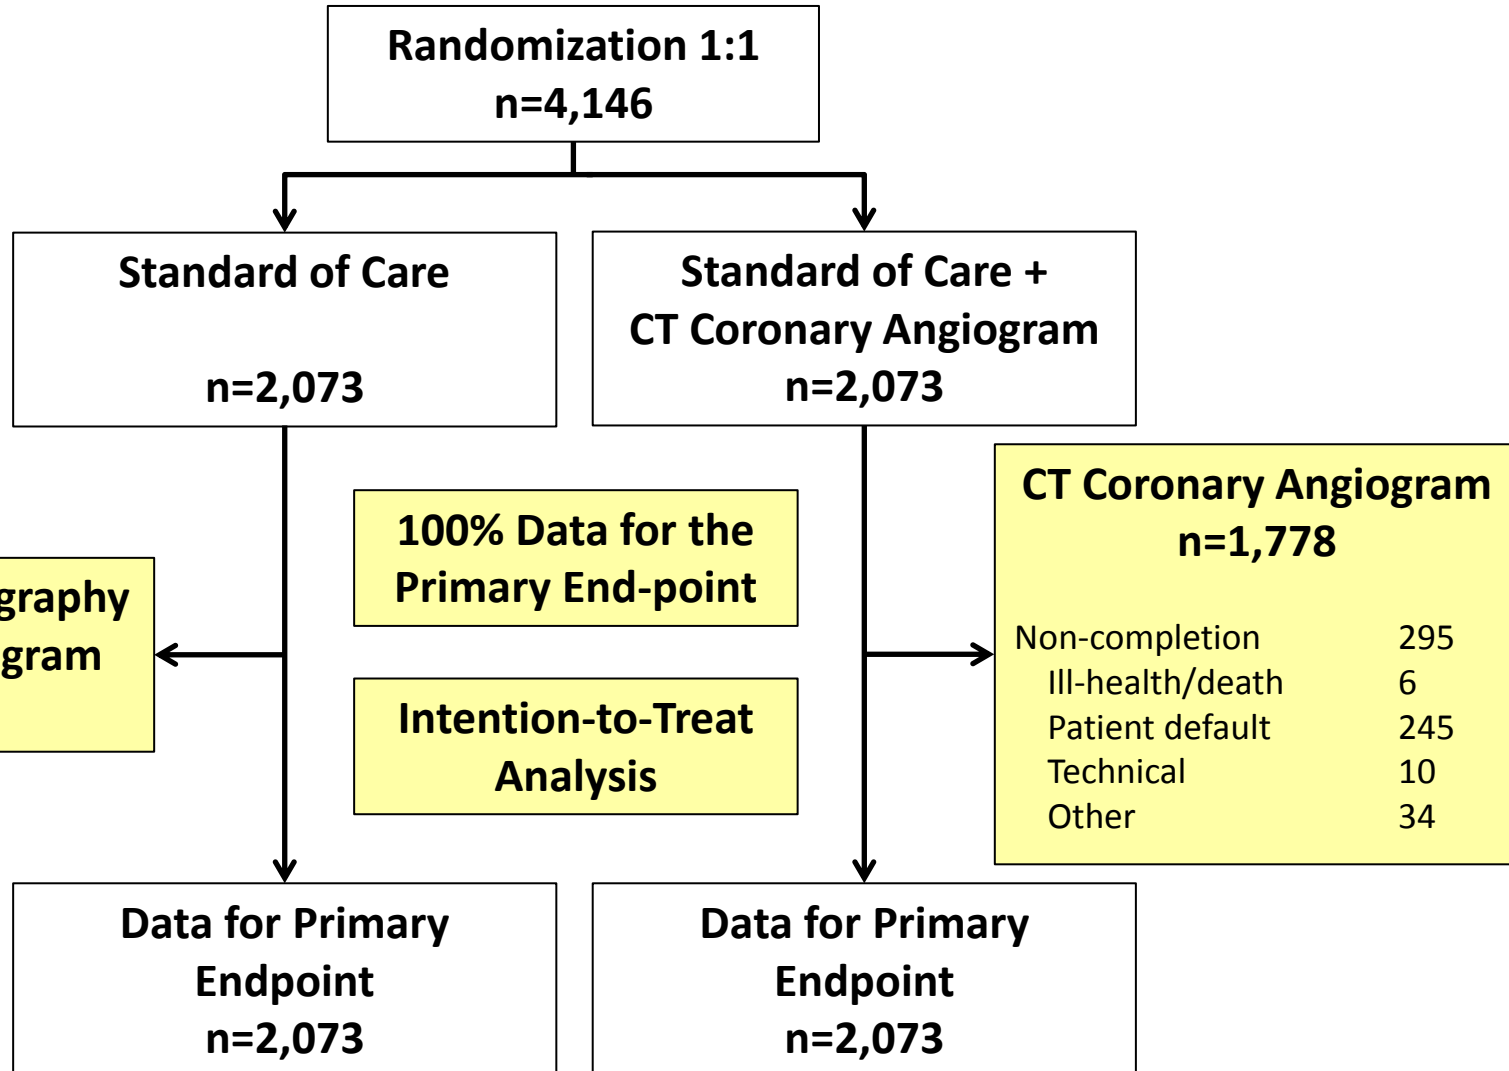 Randomization 1:1
n=4,146
Standard of Care
n=2,073
Standard of Care +
CT Coronary Angiogram
n=2,073
100% Data for the
Primary End-point
Intention-to-Treat
Analysis
CT Coronary Angiogram
n=1,778
Non-completion 295
Ill-health/death 6
Patient default 245
Technical 10
Other 34
Data for Primary
Endpoint
n=2,073
Data for Primary
Endpoint
n=2,073